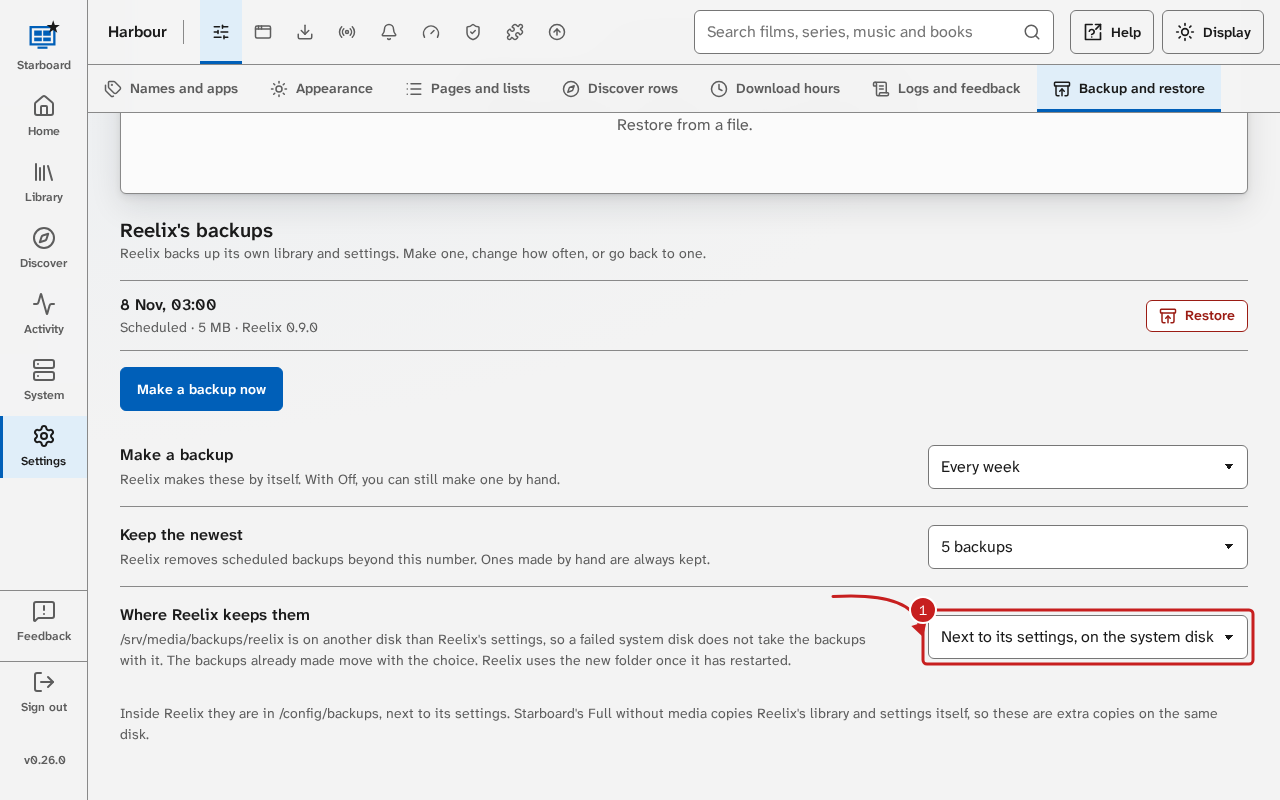 Starboard
Home
Library
Discover
Activity
System
Settings
Feedback
Sign out
v0.26.0
Harbour
Search films, series, music and books
Help
Display
Names and apps
Appearance
Pages and lists
Discover rows
Download hours
Logs and feedback
Backup and restore
Restore from a file.
Reelix's backups
Reelix backs up its own library and settings. Make one, change how often, or go back to one.
8 Nov, 03:00
Scheduled · 5 MB · Reelix 0.9.0
Restore
Make a backup now
Make a backup
Reelix makes these by itself. With Off, you can still make one by hand.
Every week
Keep the newest
Reelix removes scheduled backups beyond this number. Ones made by hand are always kept.
5 backups
Where Reelix keeps them
/srv/media/backups/reelix is on another disk than Reelix's settings, so a failed system disk does not take the backups
with it. The backups already made move with the choice. Reelix uses the new folder once it has restarted.
1
Next to its settings, on the system disk
Inside Reelix they are in /config/backups, next to its settings. Starboard's Full without media copies Reelix's library and settings itself, so these are extra copies on the same
disk.